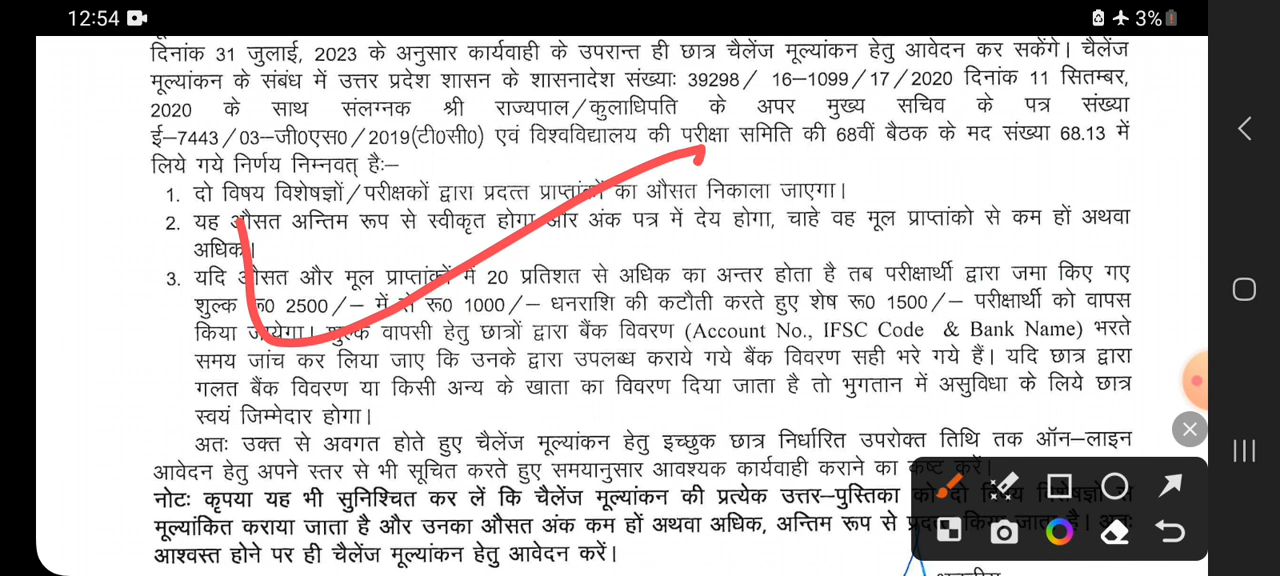 12:54
3%
दिनांक 31 जुलाई, 2023 के अनुसार कार्यवाही के उपरान्त ही छात्र चैलेंज मूल्यांकन हेतु आवेदन कर सकेंगे। चैलेंज
मूल्यांकन के संबंध में उत्तर प्रदेश शासन के शासनादेश संख्याः 39298/ 16–1099/17/2020 दिनांक 11 सितम्बर,
2020 के साथ संलग्नक श्री राज्यपाल/कुलाधिपति के अपर मुख्य सचिव के पत्र संख्या
ई–7443/03–जी0एस0/2019(टी0सी0) एवं विश्वविद्यालय की परीक्षा समिति की 68वीं बैठक के मद संख्या 68.13 में
लिये गये निर्णय निम्नवत् हैः–
1. दो विषय विशेषज्ञों/परीक्षकों द्वारा प्रदत्त प्राप्तांकों का औसत निकाला जाएगा।
2. यह औसत अन्तिम रूप से स्वीकृत होगा और अंक पत्र में देय होगा, चाहे वह मूल प्राप्तांको से कम हों अथवा
अधिक।
3. यदि औसत और मूल प्राप्तांकों में 20 प्रतिशत से अधिक का अन्तर होता है तब परीक्षार्थी द्वारा जमा किए गए
शुल्क रू0 2500/– में से रू0 1000/– धनराशि की कटौती करते हुए शेष रू0 1500/– परीक्षार्थी को वापस
किया जायेगा। शुल्क वापसी हेतु छात्रों द्वारा बैंक विवरण (Account No., IFSC Code & Bank Name) भरते
समय जांच कर लिया जाए कि उनके द्वारा उपलब्ध कराये गये बैंक विवरण सही भरे गये हैं। यदि छात्र द्वारा
गलत बैंक विवरण या किसी अन्य के खाता का विवरण दिया जाता है तो भुगतान में असुविधा के लिये छात्र
स्वयं जिम्मेदार होगा।
अतः उक्त से अवगत होते हुए चैलेंज मूल्यांकन हेतु इच्छुक छात्र निर्धारित उपरोक्त तिथि तक ऑन–लाइन
आवेदन हेतु अपने स्तर से भी सूचित करते हुए समयानुसार आवश्यक कार्यवाही कराने का कष्ट करें।
नोटः कृपया यह भी सुनिश्चित कर लें कि चैलेंज मूल्यांकन की प्रत्येक उत्तर–पुस्तिका को दो विषय विशेषज्ञों से
मूल्यांकित कराया जाता है और उनका औसत अंक कम हों अथवा अधिक, अन्तिम रूप से प्रदत्त किया जाता है। अतः
आश्वस्त होने पर ही चैलेंज मूल्यांकन हेतु आवेदन करें।